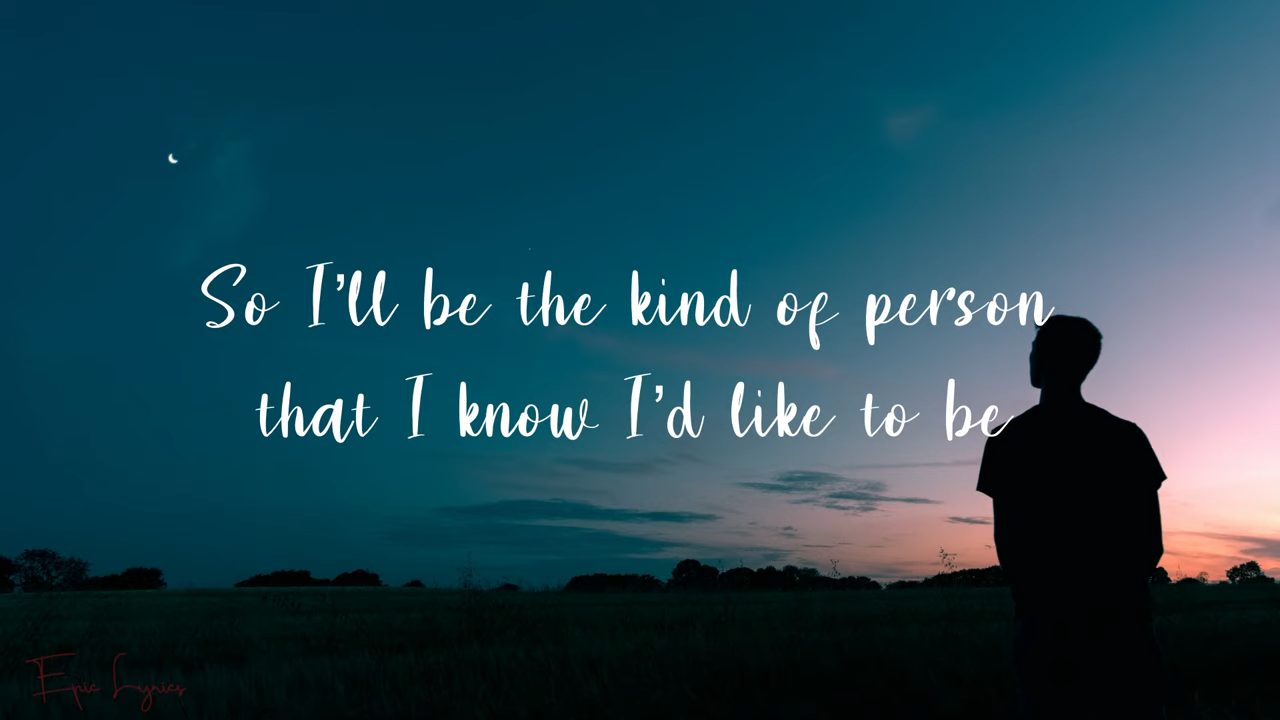 So I'll be the kind of person
that I know I'd like to be
Epic Lyrics